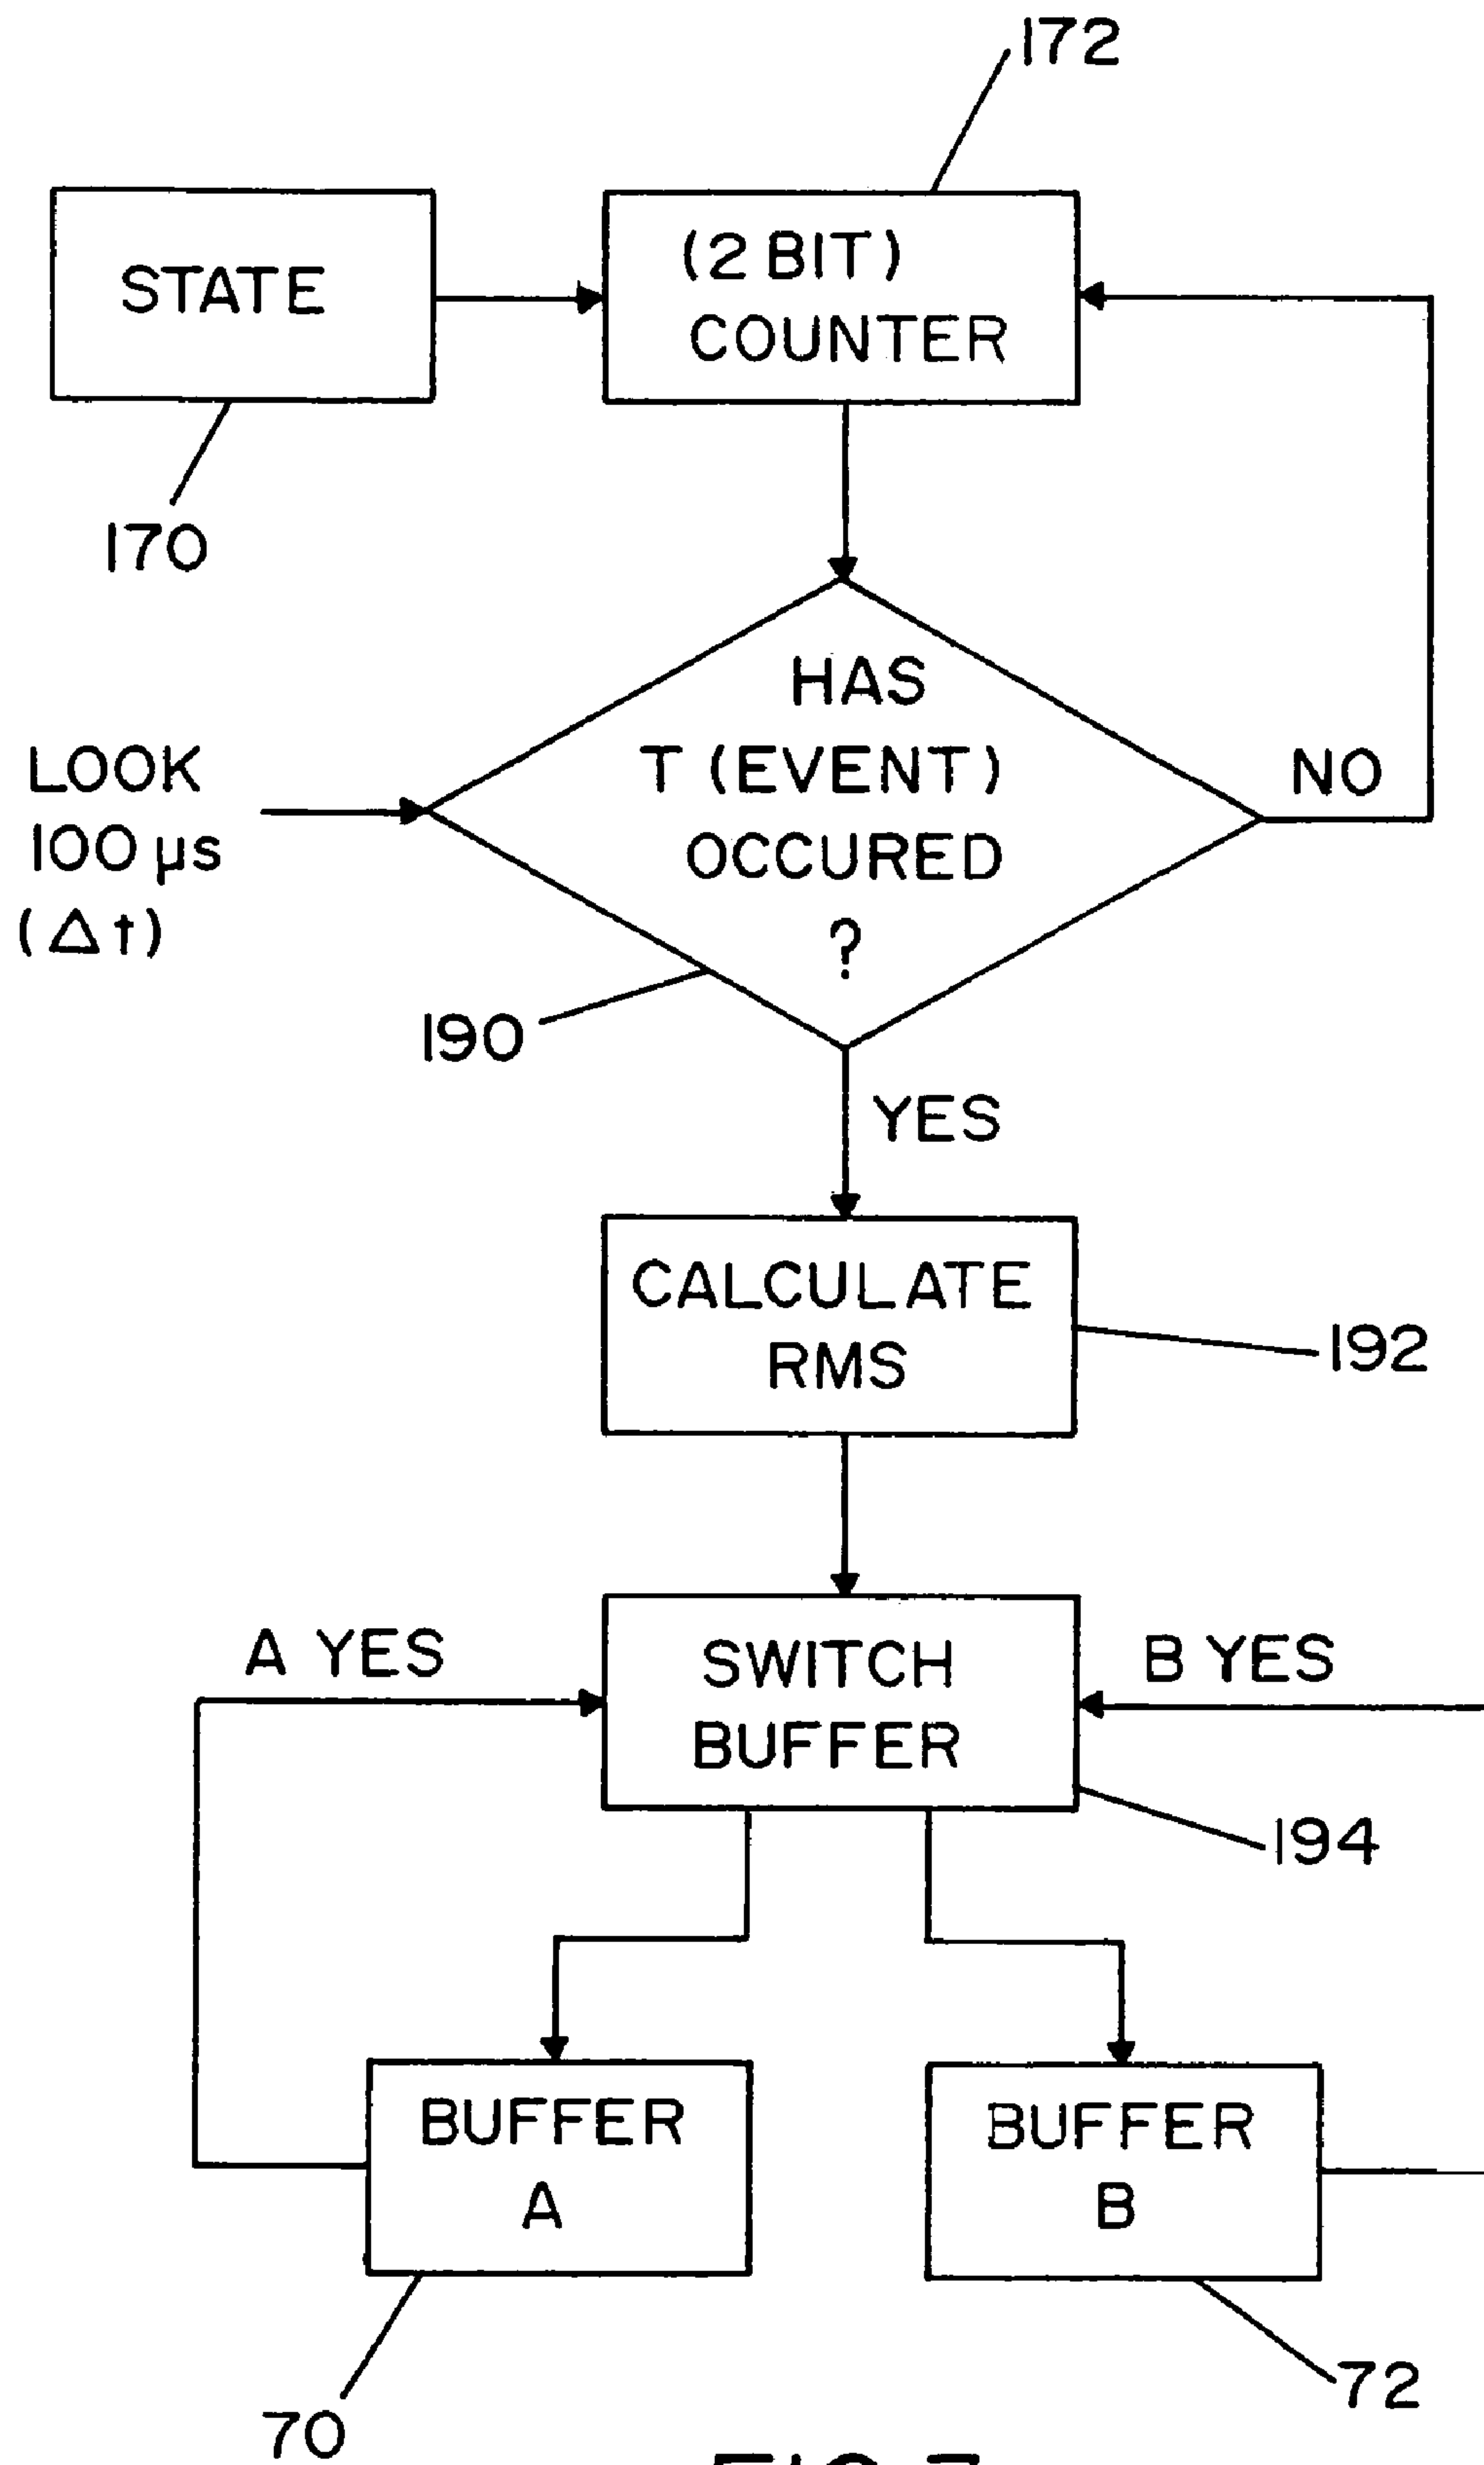 172
STATE
(2 BIT)
COUNTER
170
LOOK
100 µs
(Δt)
HAS
T (EVENT)
OCCURED
?
NO
190
YES
CALCULATE
RMS
192
A YES
SWITCH
BUFFER
B YES
194
BUFFER
A
BUFFER
B
70
72